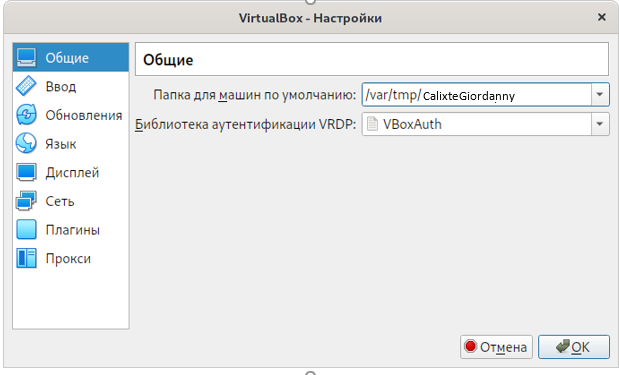 VirtualBox - Настройки
Общие
Ввод
Обновления
Язык
Дисплей
Сеть
Плагины
Прокси
Общие
Папка для машин по умолчанию: /var/tmp/CalixteGiordanny
Библиотека аутентификации VRDP: VBoxAuth
Отмена OK